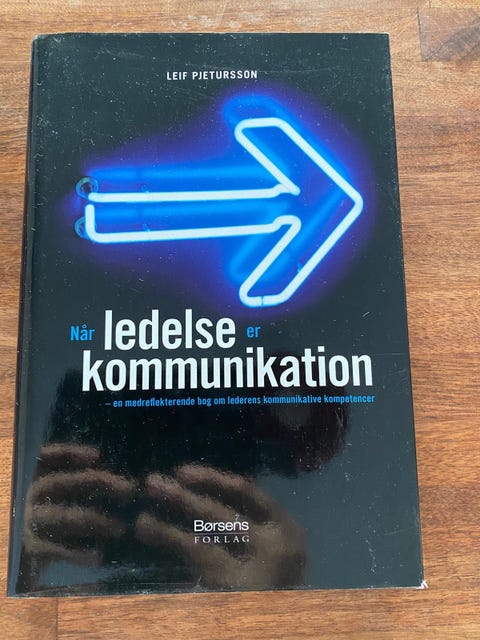 LEIF PJETURSSON
Når ledelse er
kommunikation
– en medreflekterende bog om lederens kommunikative kompetencer
Børsens
FORLAG